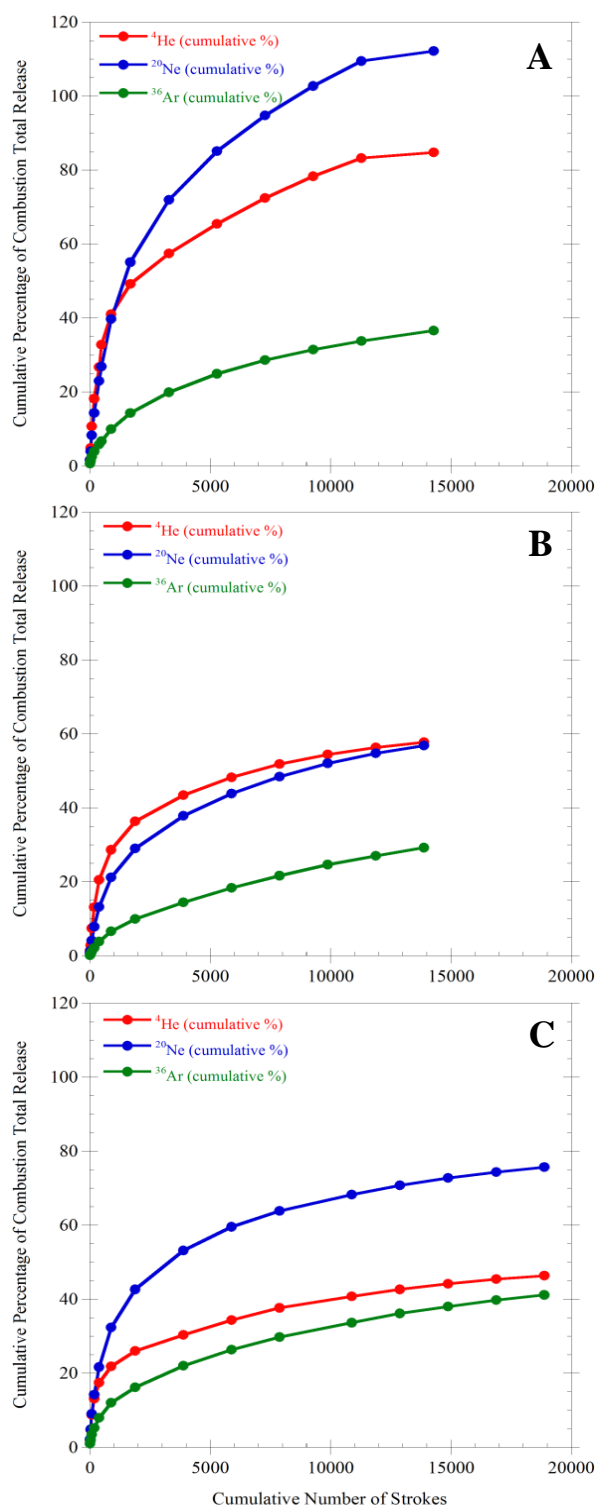 120
100
80
60
40
20
0
Cumulative Percentage of Combustion Total Release
⁴He (cumulative %)
²⁰Ne (cumulative %)
³⁶Ar (cumulative %)
A
0 5000 10000 15000 20000
120
100
80
60
40
20
0
Cumulative Percentage of Combustion Total Release
⁴He (cumulative %)
²⁰Ne (cumulative %)
³⁶Ar (cumulative %)
B
0 5000 10000 15000 20000
120
100
80
60
40
20
0
Cumulative Percentage of Combustion Total Release
⁴He (cumulative %)
²⁰Ne (cumulative %)
³⁶Ar (cumulative %)
C
0 5000 10000 15000 20000
Cumulative Number of Strokes